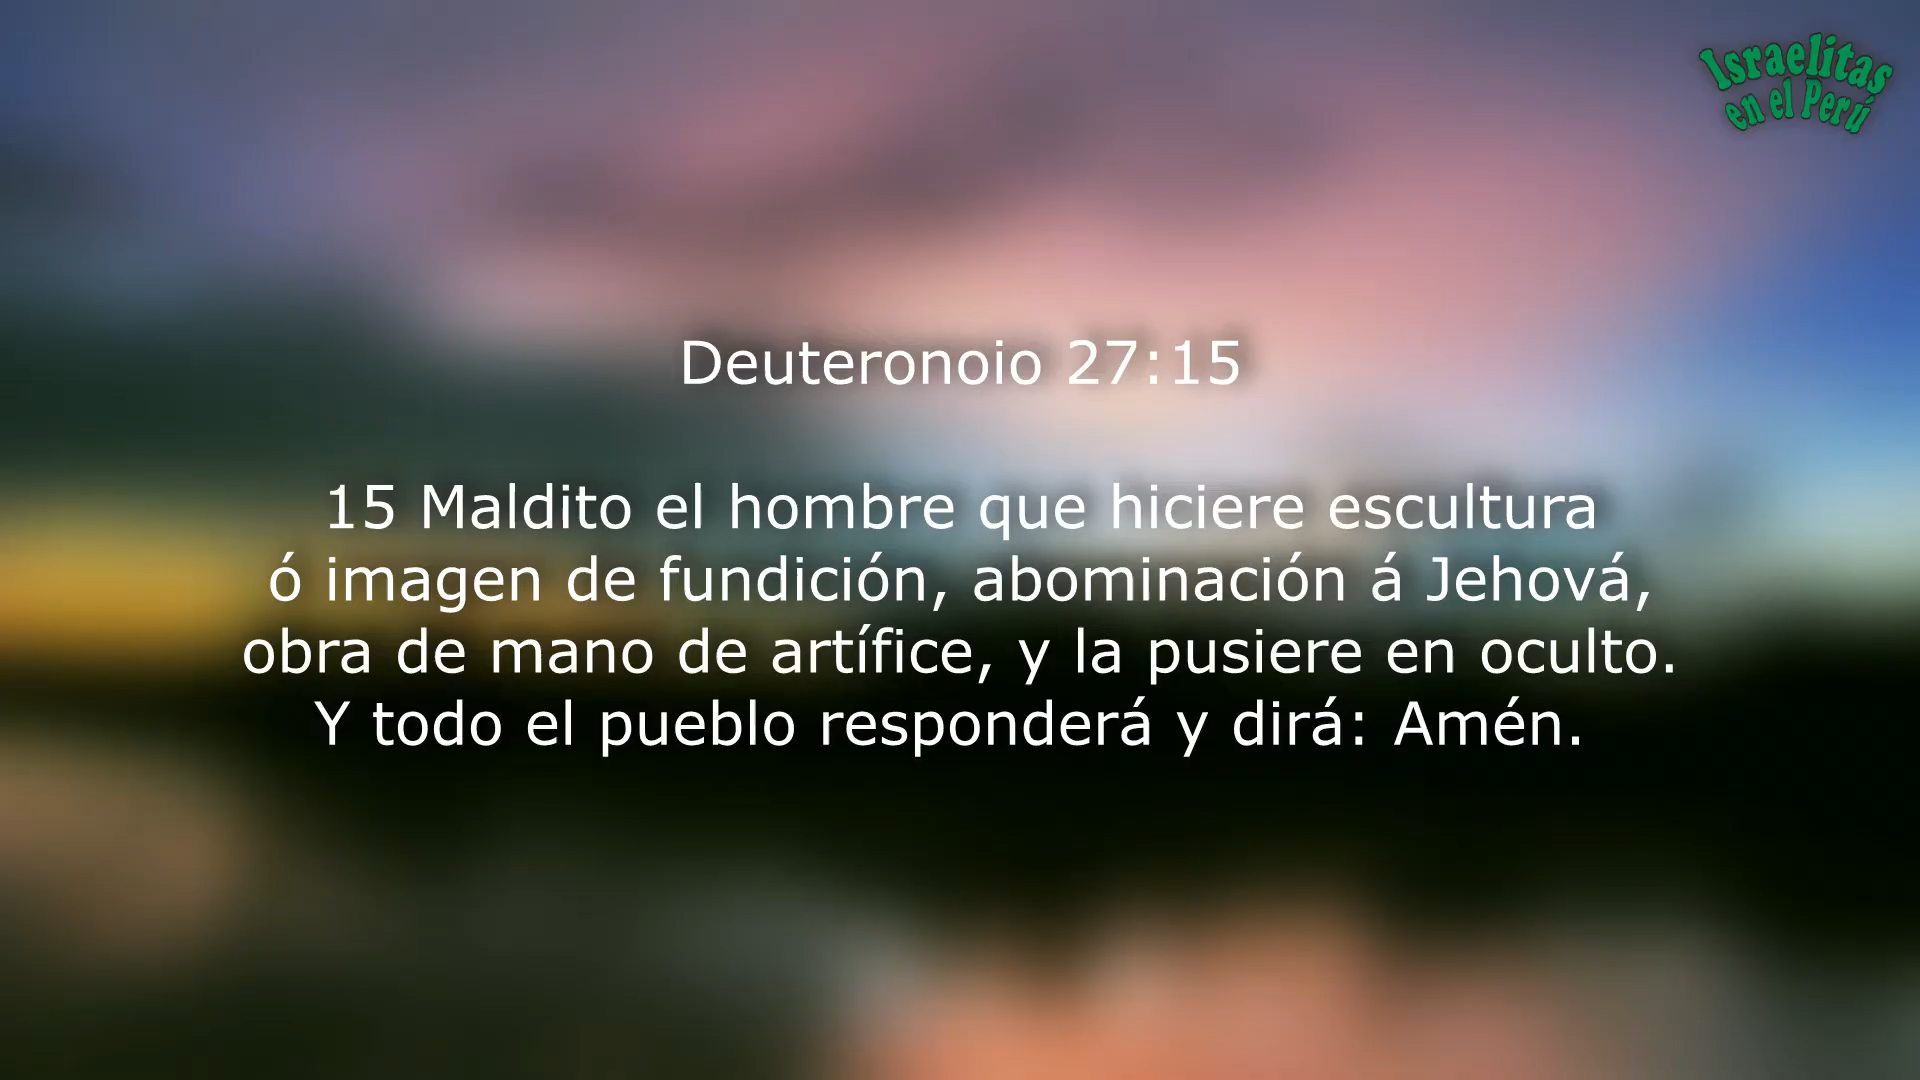 Israelitas
en el Perú
Deuteronoio 27:15
15 Maldito el hombre que hiciere escultura
ó imagen de fundición, abominación á Jehová,
obra de mano de artífice, y la pusiere en oculto.
Y todo el pueblo responderá y dirá: Amén.